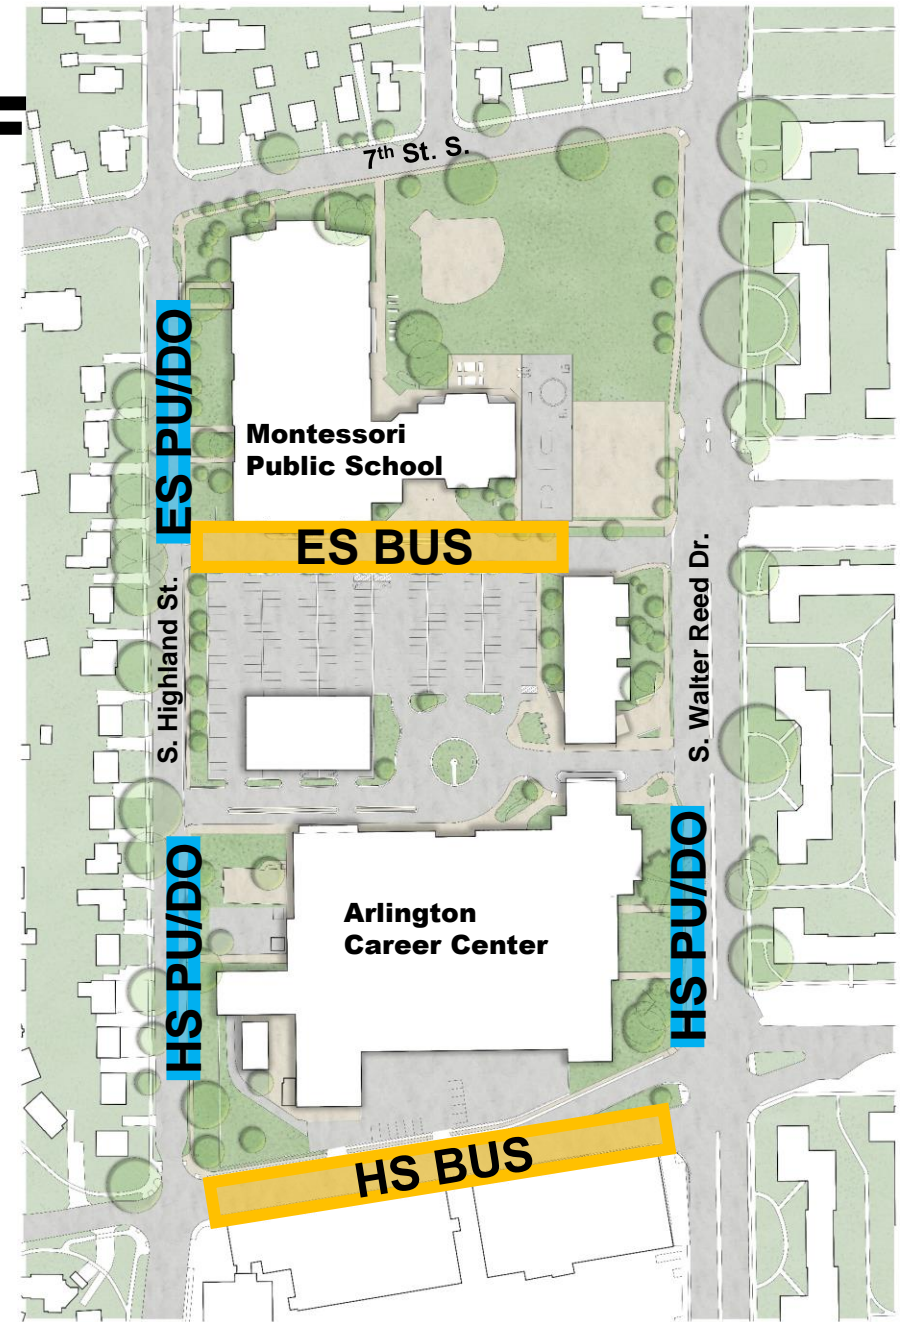 7th St. S.
ES PU/DO
Montessori
Public School
ES BUS
S. Highland St.
S. Walter Reed Dr.
HS PU/DO
HS PU/DO
Arlington
Career Center
HS BUS